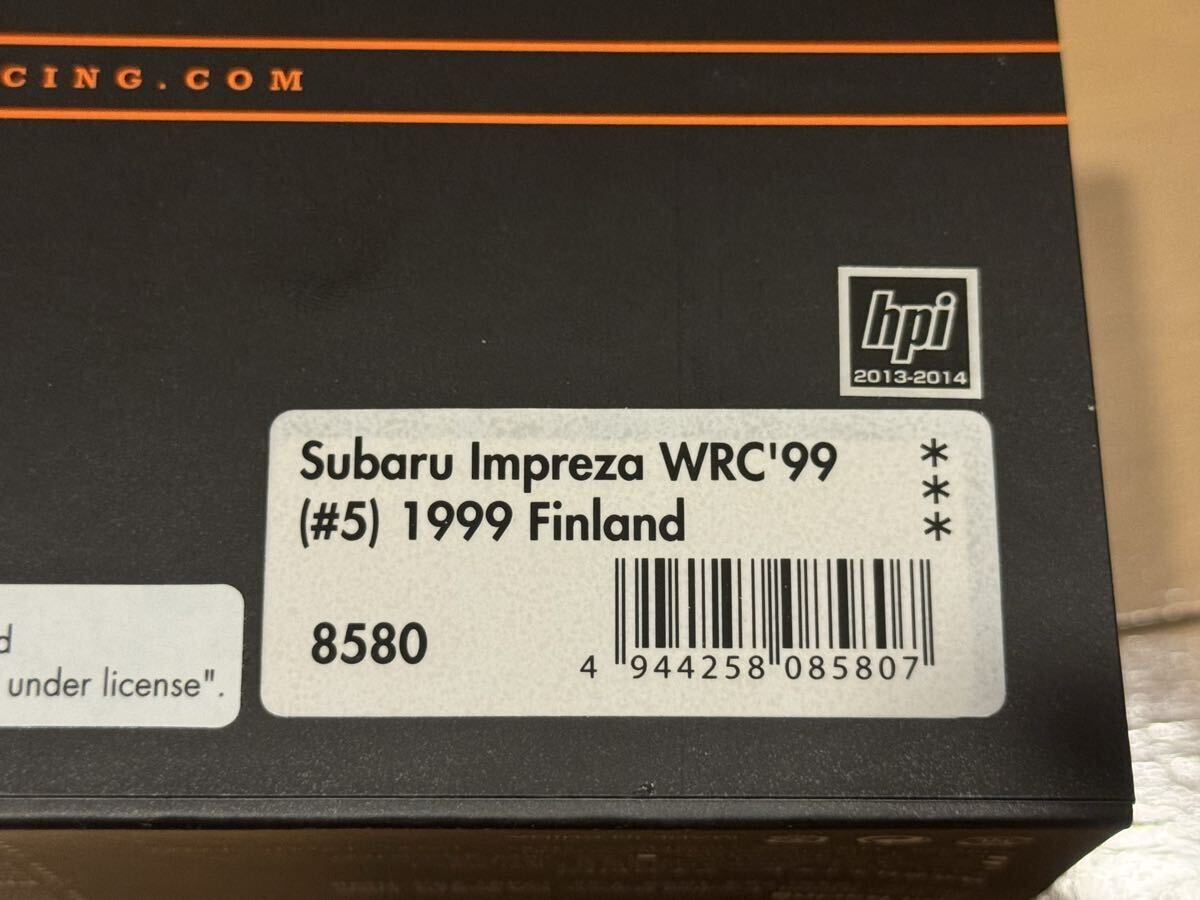 CING.COM
hpi
2013-2014
Subaru Impreza WRC'99
(#5) 1999 Finland
***
8580
4 944258 085807
d
under license".